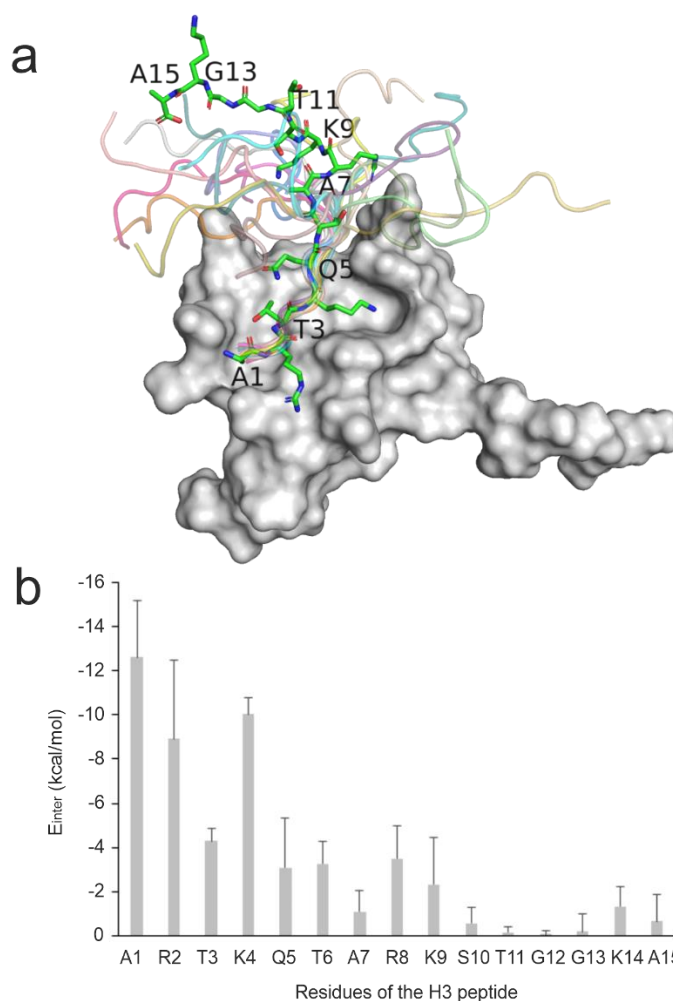 a
A15 G13
T11
K9
A7
Q5
T3
A1
b
-16
-14
-12
-10
-8
-6
-4
-2
0
Einter (kcal/mol)
A1 R2 T3 K4 Q5 T6 A7 R8 K9 S10 T11 G12 G13 K14 A15
Residues of the H3 peptide